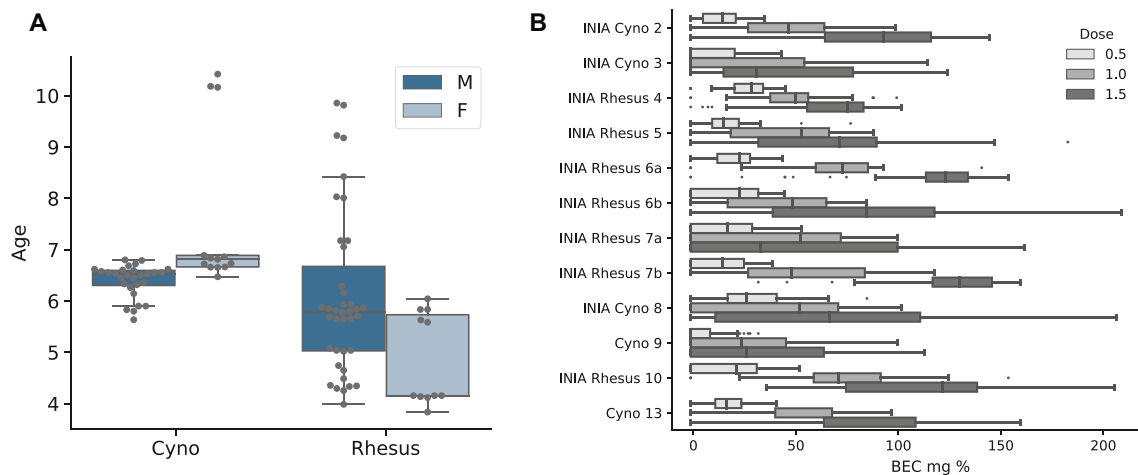 A
M
F
10
9
8
7
6
5
4
Age
Cyno
Rhesus
B
INIA Cyno 2
INIA Cyno 3
INIA Rhesus 4
INIA Rhesus 5
INIA Rhesus 6a
INIA Rhesus 6b
INIA Rhesus 7a
INIA Rhesus 7b
INIA Cyno 8
Cyno 9
INIA Rhesus 10
Cyno 13
Dose
0.5
1.0
1.5
0 50 100 150 200
BEC mg %